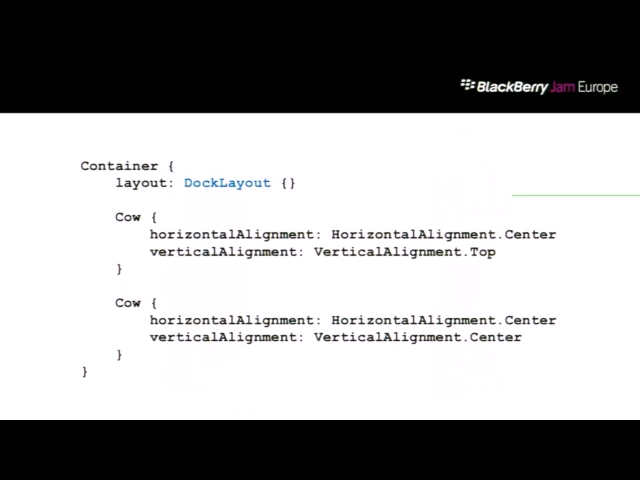 BlackBerry Jam Europe
Container {
    layout: DockLayout {}
    Cow {
        horizontalAlignment: HorizontalAlignment.Center
        verticalAlignment: VerticalAlignment.Top
    }
    Cow {
        horizontalAlignment: HorizontalAlignment.Center
        verticalAlignment: VerticalAlignment.Center
    }
}